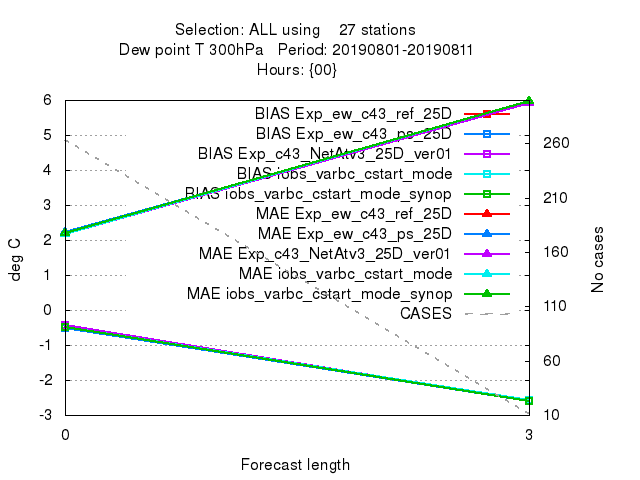 Selection: ALL using    27 stations
Dew point T 300hPa   Period: 20190801-20190811
Hours: {00}
BIAS Exp_ew_c43_ref_25D
BIAS Exp_ew_c43_ps_25D
BIAS Exp_c43_NetAtv3_25D_ver01
BIAS iobs_varbc_cstart_mode
BIAS iobs_varbc_cstart_mode_synop
MAE Exp_ew_c43_ref_25D
MAE Exp_ew_c43_ps_25D
MAE Exp_c43_NetAtv3_25D_ver01
MAE iobs_varbc_cstart_mode
MAE iobs_varbc_cstart_mode_synop
CASES
6
5
4
3
2
1
0
-1
-2
-3
deg C
260
210
160
110
60
10
No cases
0 3
Forecast length